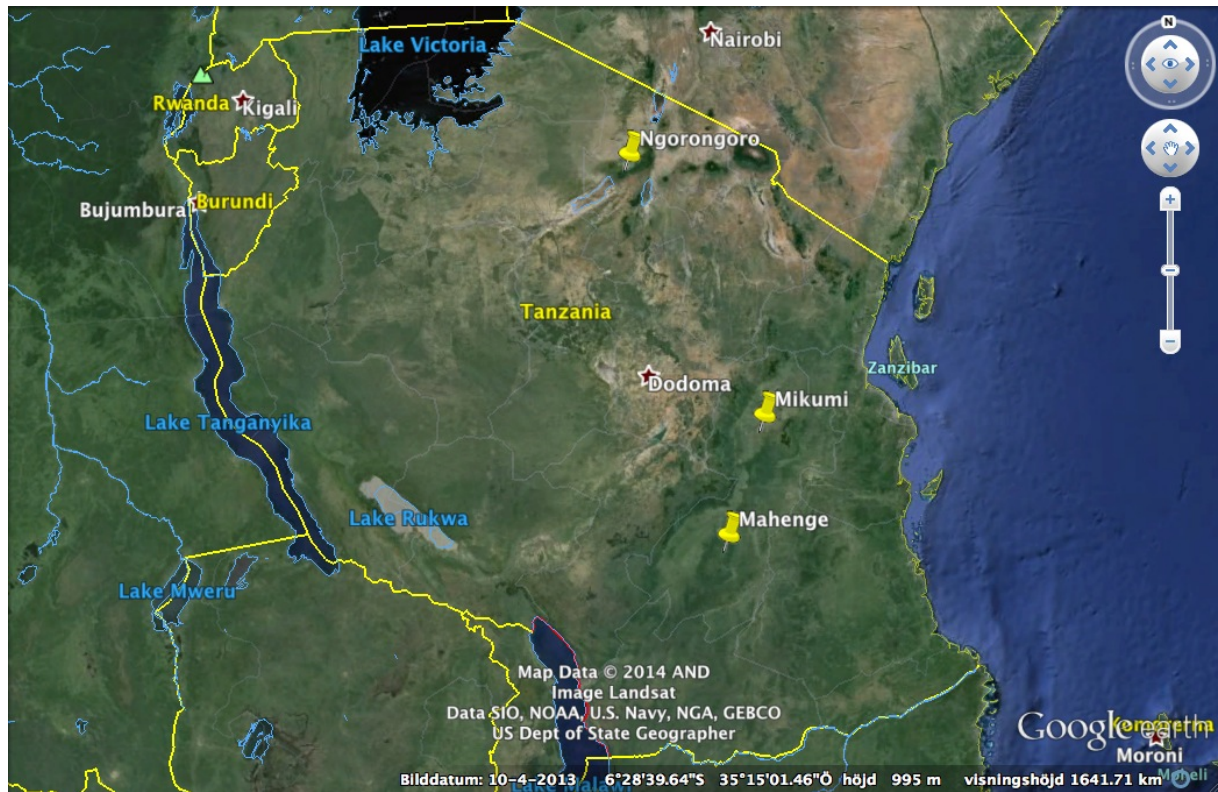 Lake Victoria
Nairobi
N
Rwanda
Kigali
Ngorongoro
Bujumbura
Burundi
Tanzania
Zanzibar
Dodoma
Mikumi
Lake Tanganyika
Lake Rukwa
Mahenge
Lake Mweru
Map Data © 2014 AND
Image Landsat
Data SIO, NOAA, U.S. Navy, NGA, GEBCO
US Dept of State Geographer
Google earth
Moroni
Moheli
Bilddatum: 10-4-2013 6°28'39.64"S 35°15'01.46"Ö höjd 995 m visningshöjd 1641.71 km
Lake Malawi